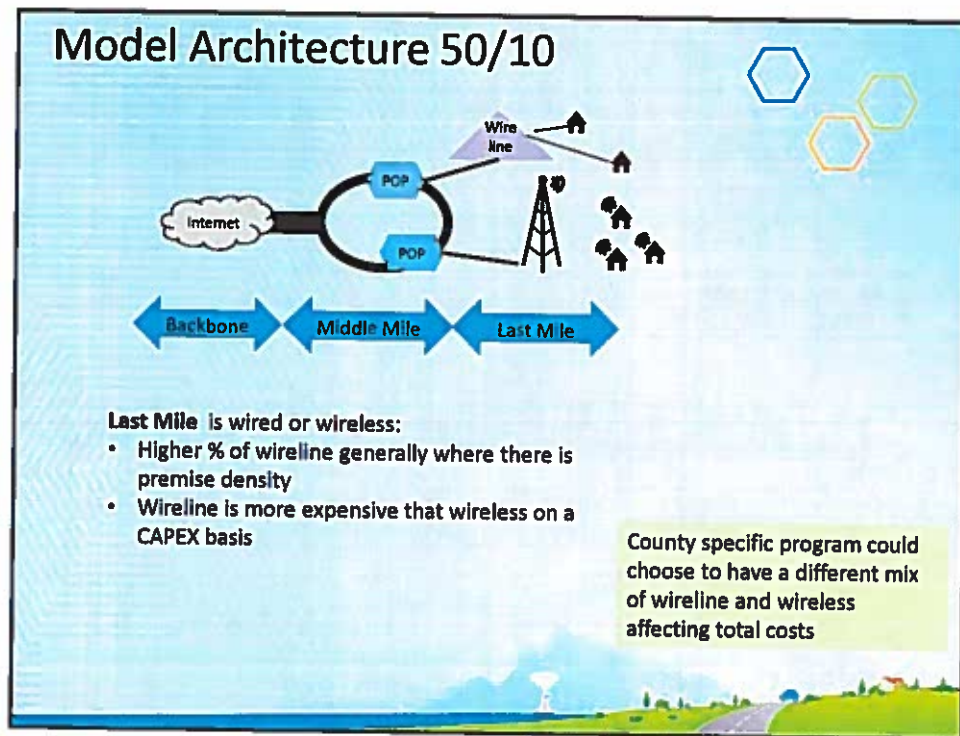 Model Architecture 50/10
Wire
line
POP
Internet
POP
Backbone
Middle Mile
Last Mile
Last Mile is wired or wireless:
• Higher % of wireline generally where there is
premise density
• Wireline is more expensive that wireless on a
CAPEX basis
County specific program could
choose to have a different mix
of wireline and wireless
affecting total costs